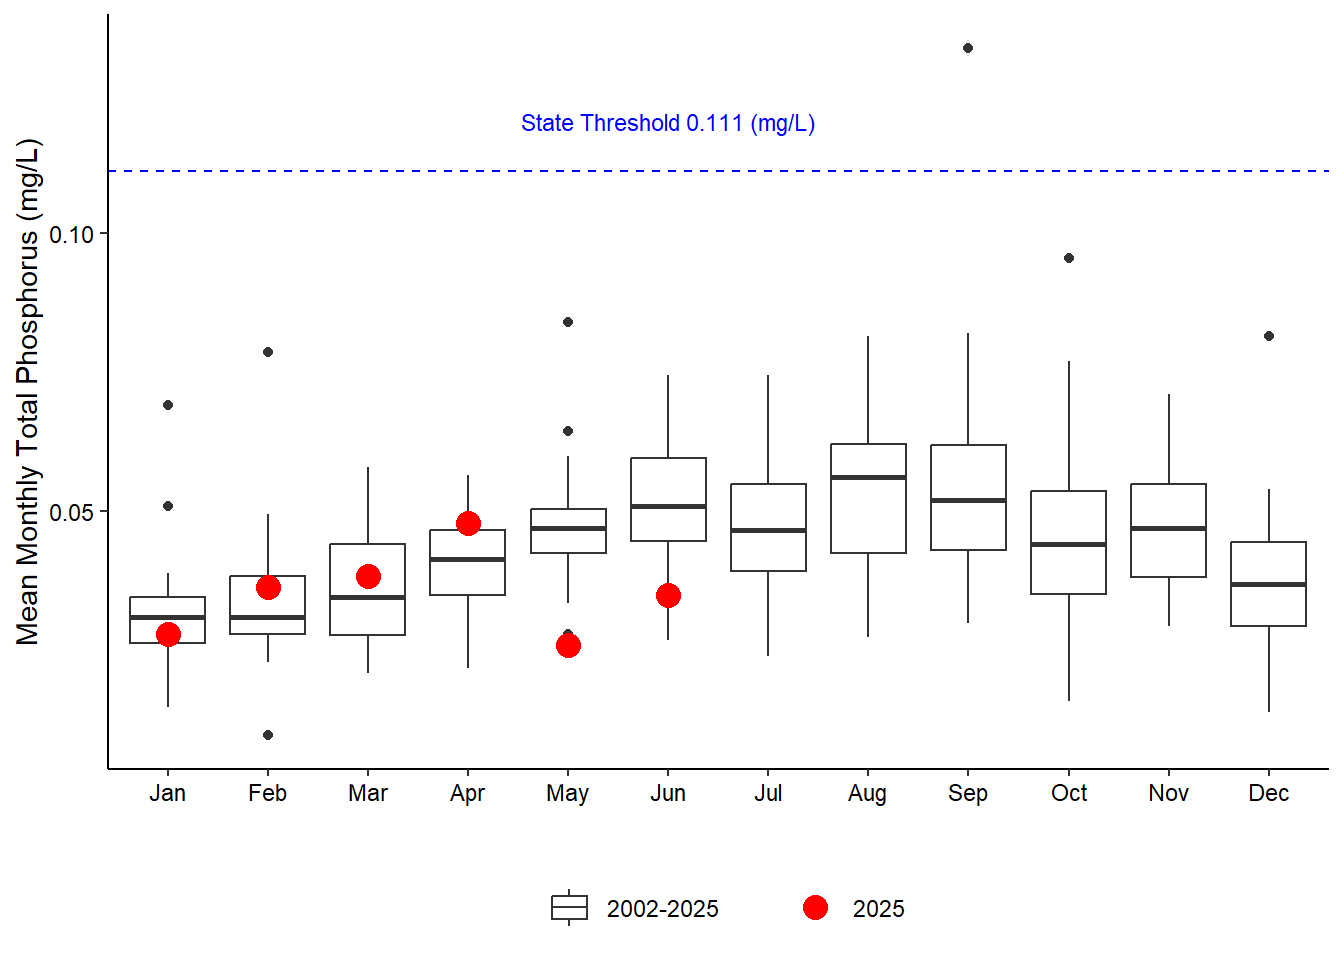 State Threshold 0.111 (mg/L)
Mean Monthly Total Phosphorus (mg/L)
0.10
0.05
Jan Feb Mar Apr May Jun Jul Aug Sep Oct Nov Dec
2002-2025 2025